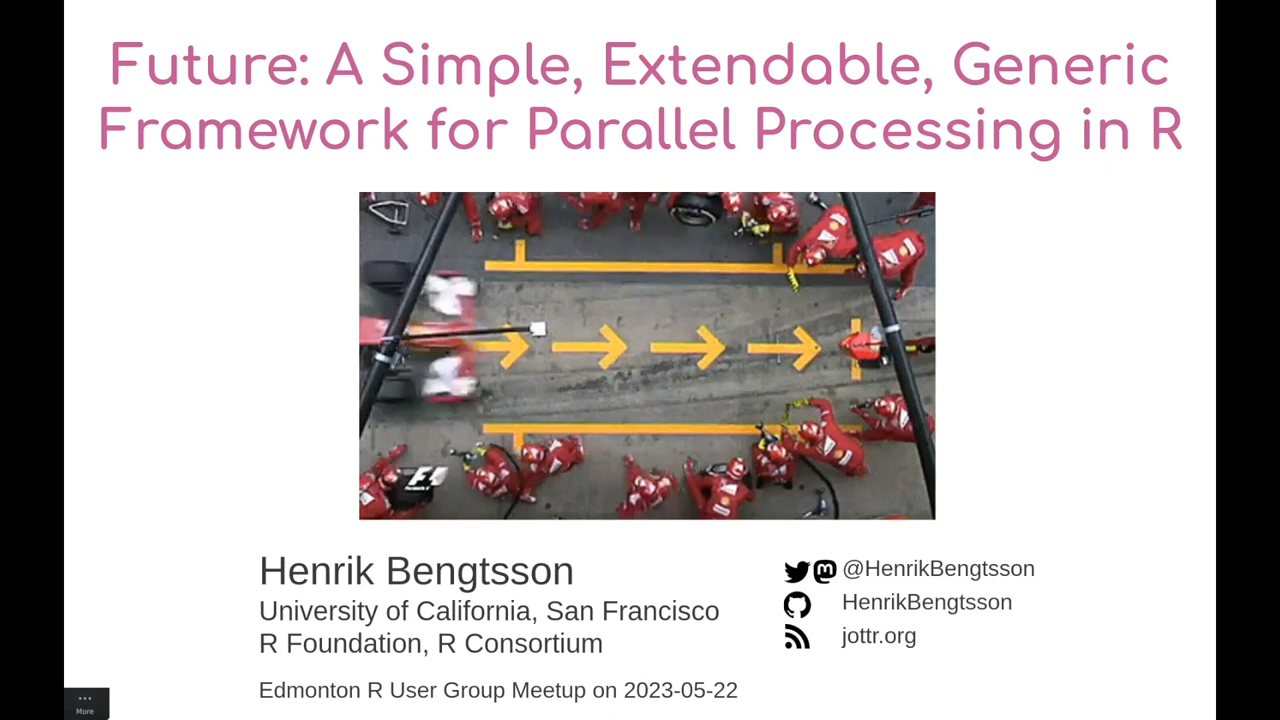 Future: A Simple, Extendable, Generic
Framework for Parallel Processing in R
Henrik Bengtsson
University of California, San Francisco
R Foundation, R Consortium
Edmonton R User Group Meetup on 2023-05-22
@HenrikBengtsson
HenrikBengtsson
jottr.org
More